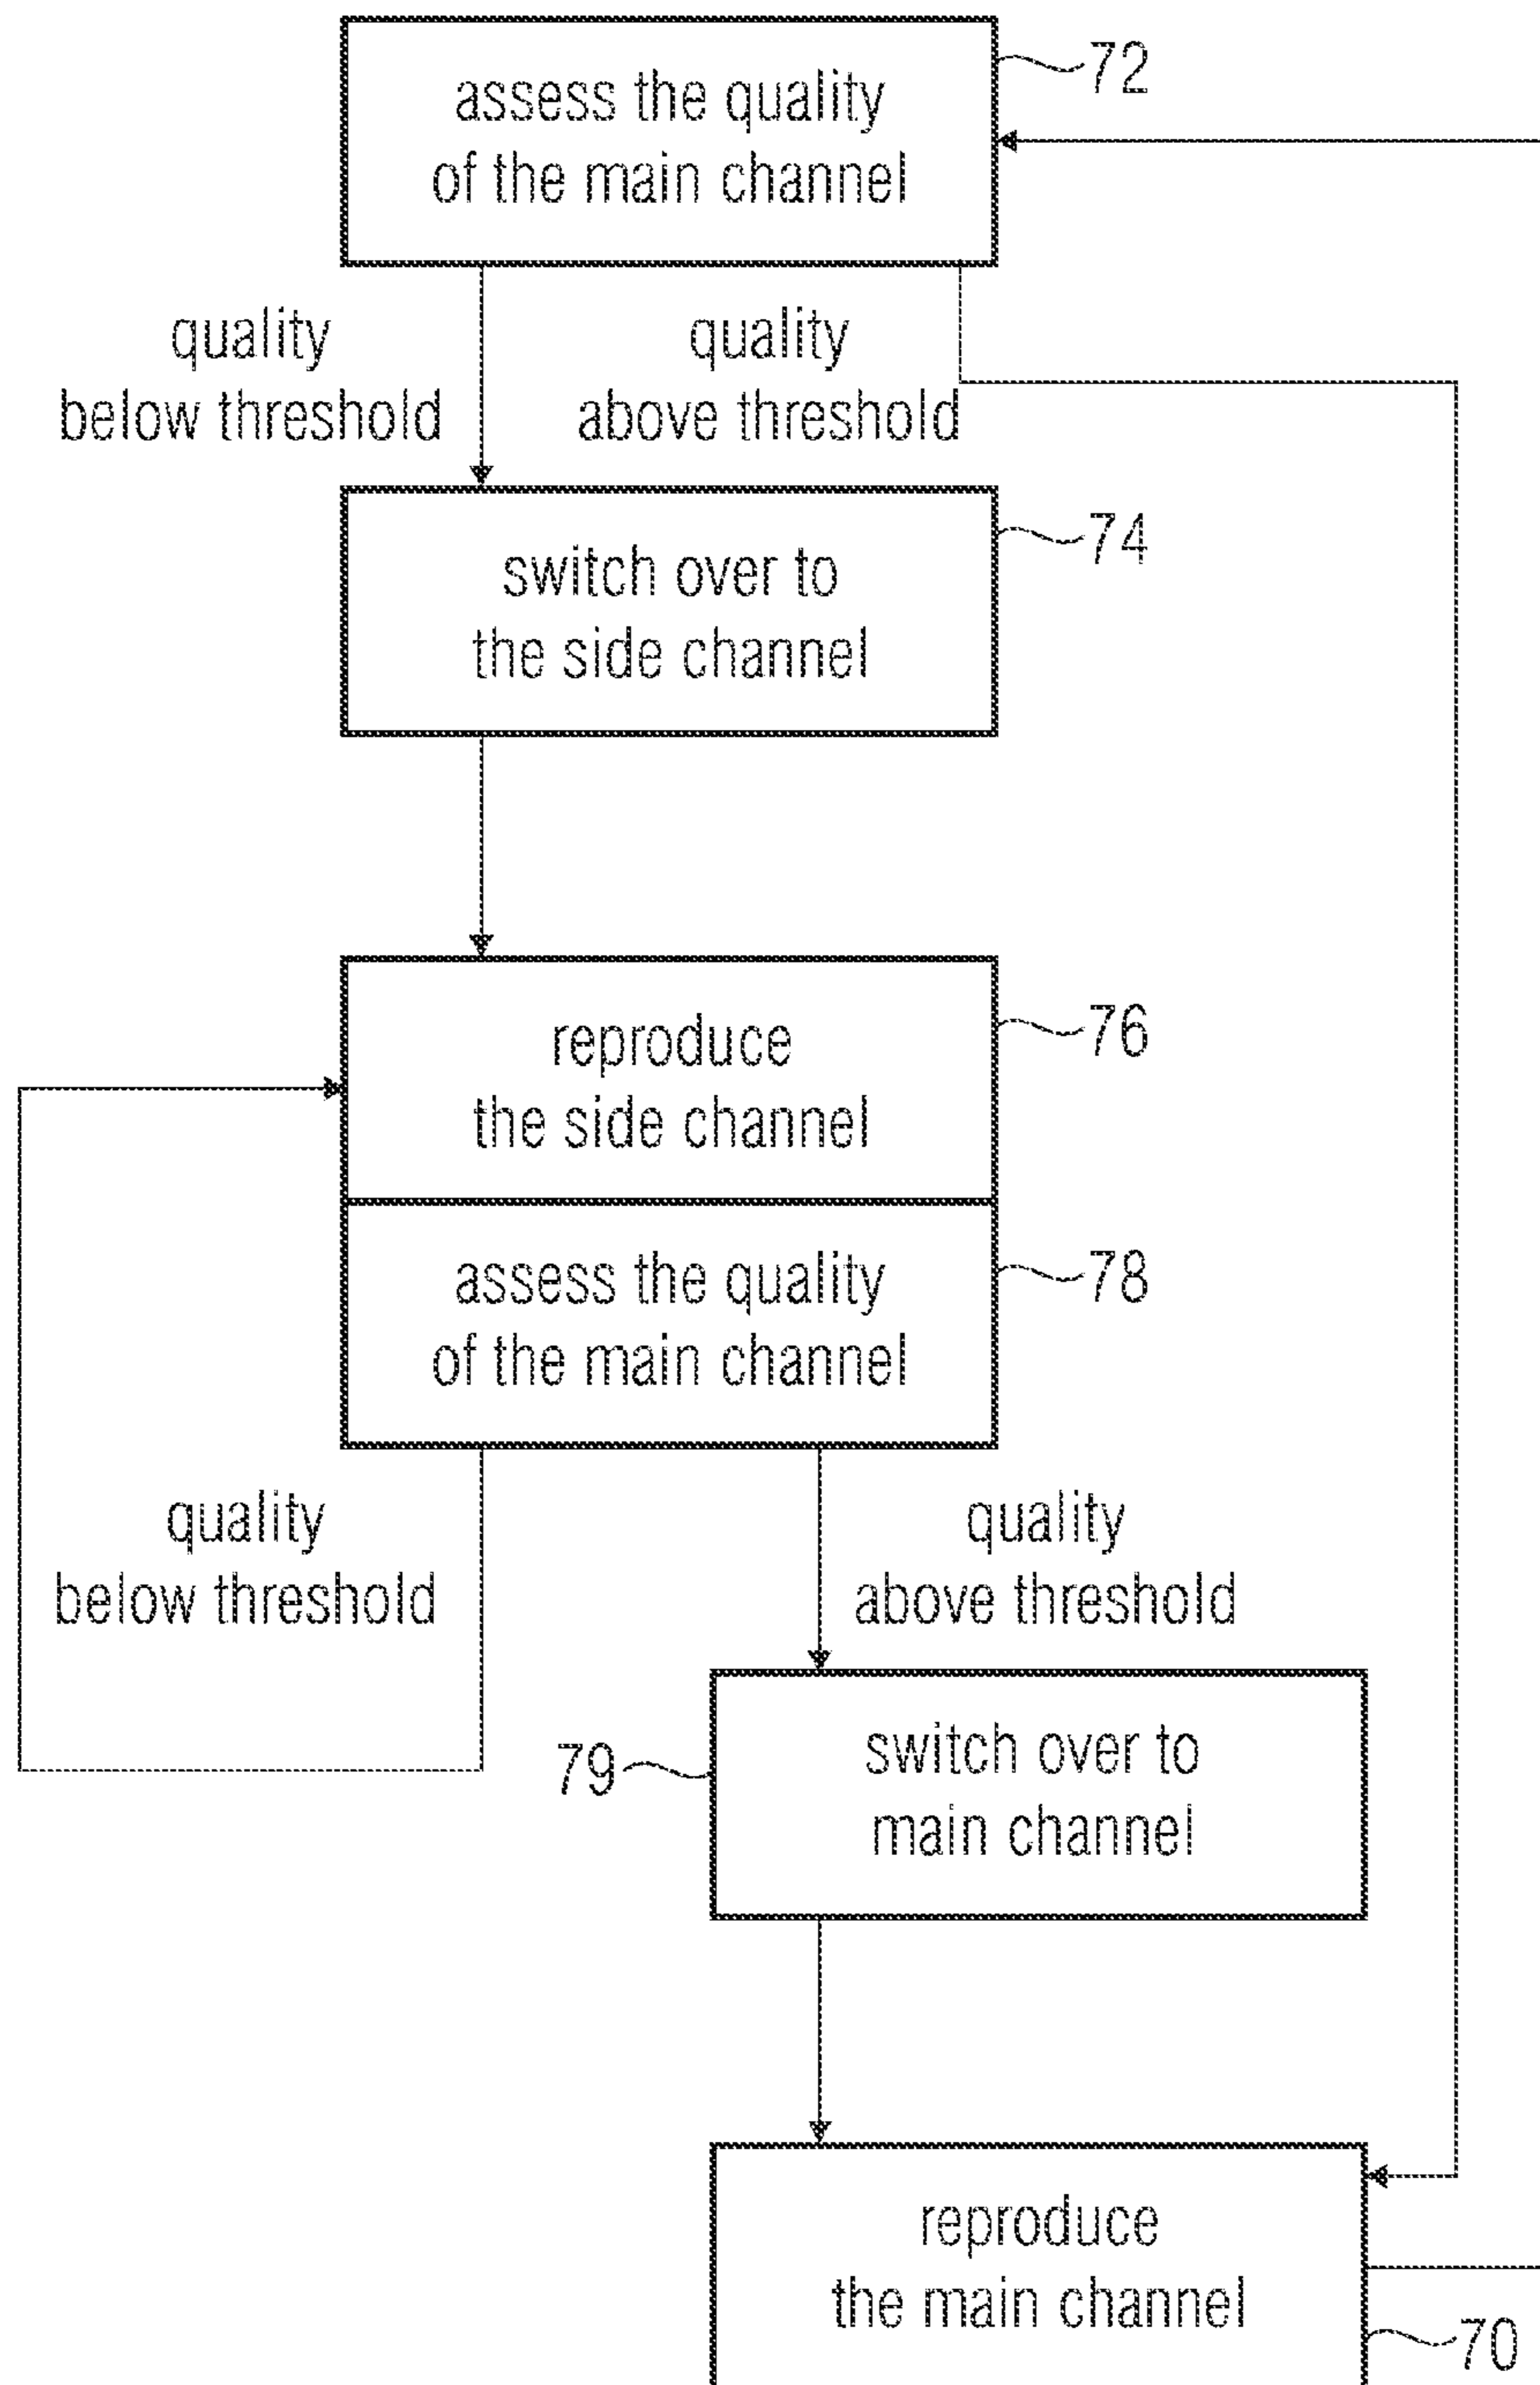 assess the quality
of the main channel
72
quality
below threshold
quality
above threshold
switch over to
the side channel
74
reproduce
the side channel
76
assess the quality
of the main channel
78
quality
below threshold
quality
above threshold
79
switch over to
main channel
reproduce
the main channel
70